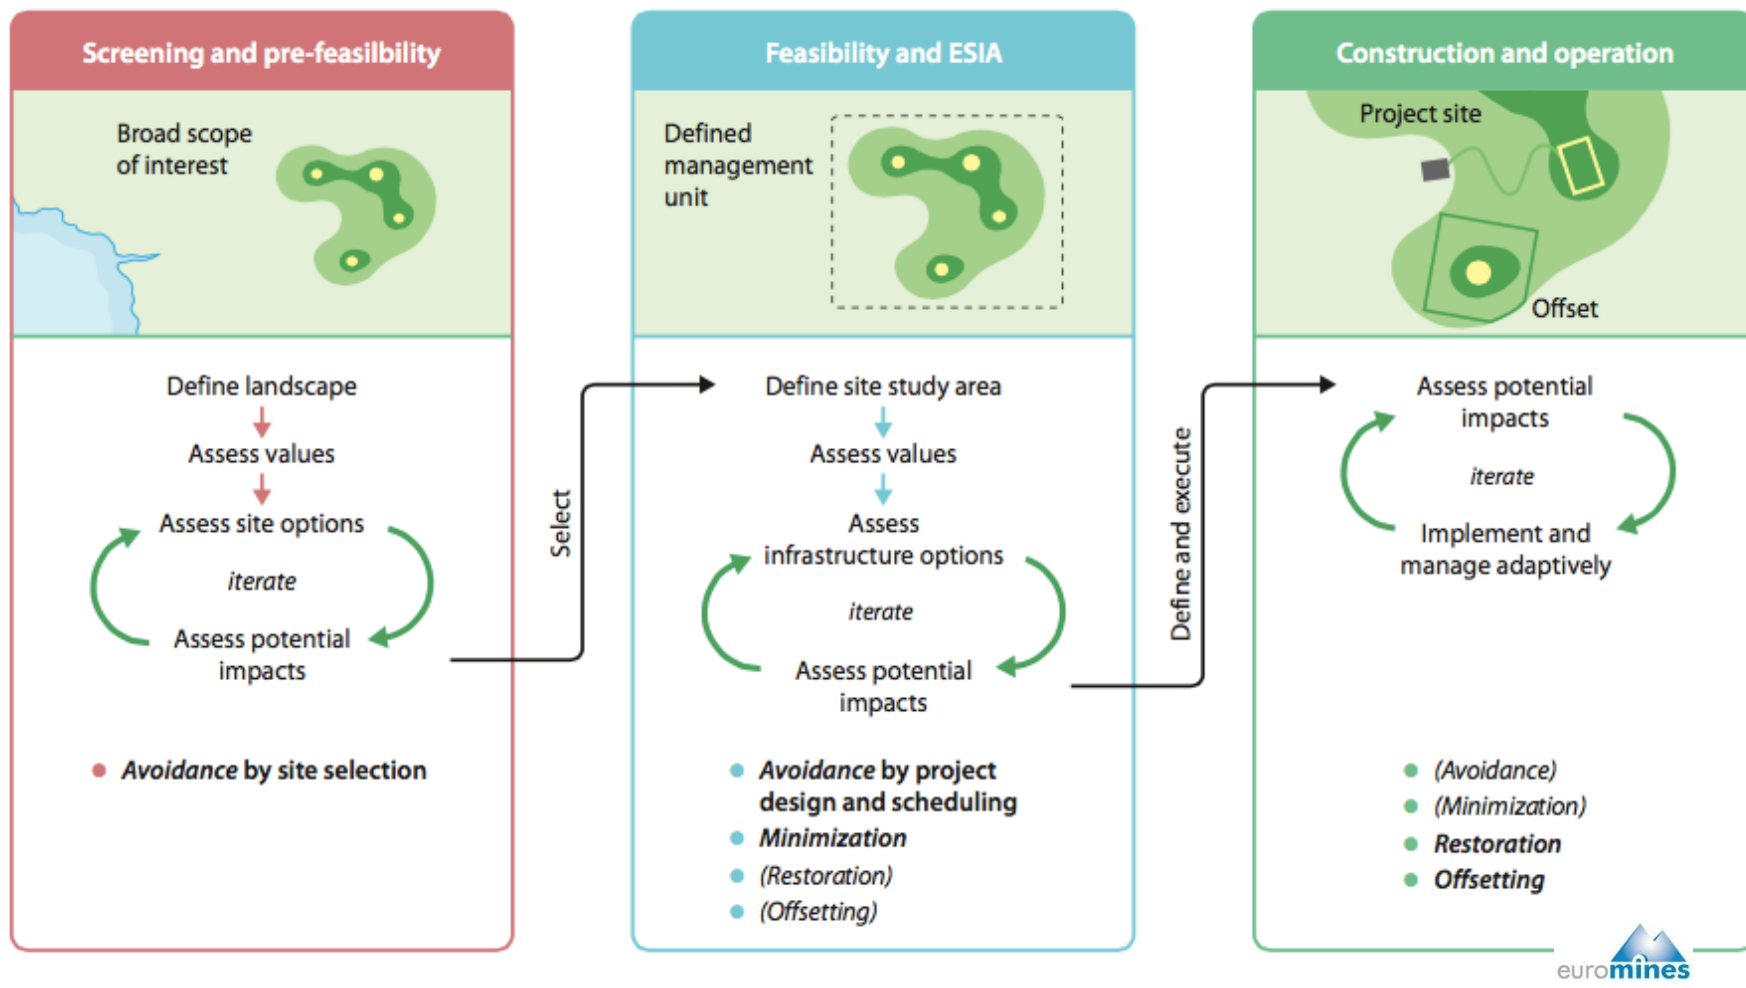 Screening and pre-feasilbility
Broad scope
of interest
Define landscape
Assess values
Assess site options
iterate
Assess potential
impacts
Avoidance by site selection
Select
Feasibility and ESIA
Defined
management
unit
Define site study area
Assess values
Assess
infrastructure options
iterate
Assess potential
impacts
Avoidance by project
design and scheduling
Minimization
(Restoration)
(Offsetting)
Define and execute
Construction and operation
Project site
Offset
Assess potential
impacts
iterate
Implement and
manage adaptively
(Avoidance)
(Minimization)
Restoration
Offsetting
euromines